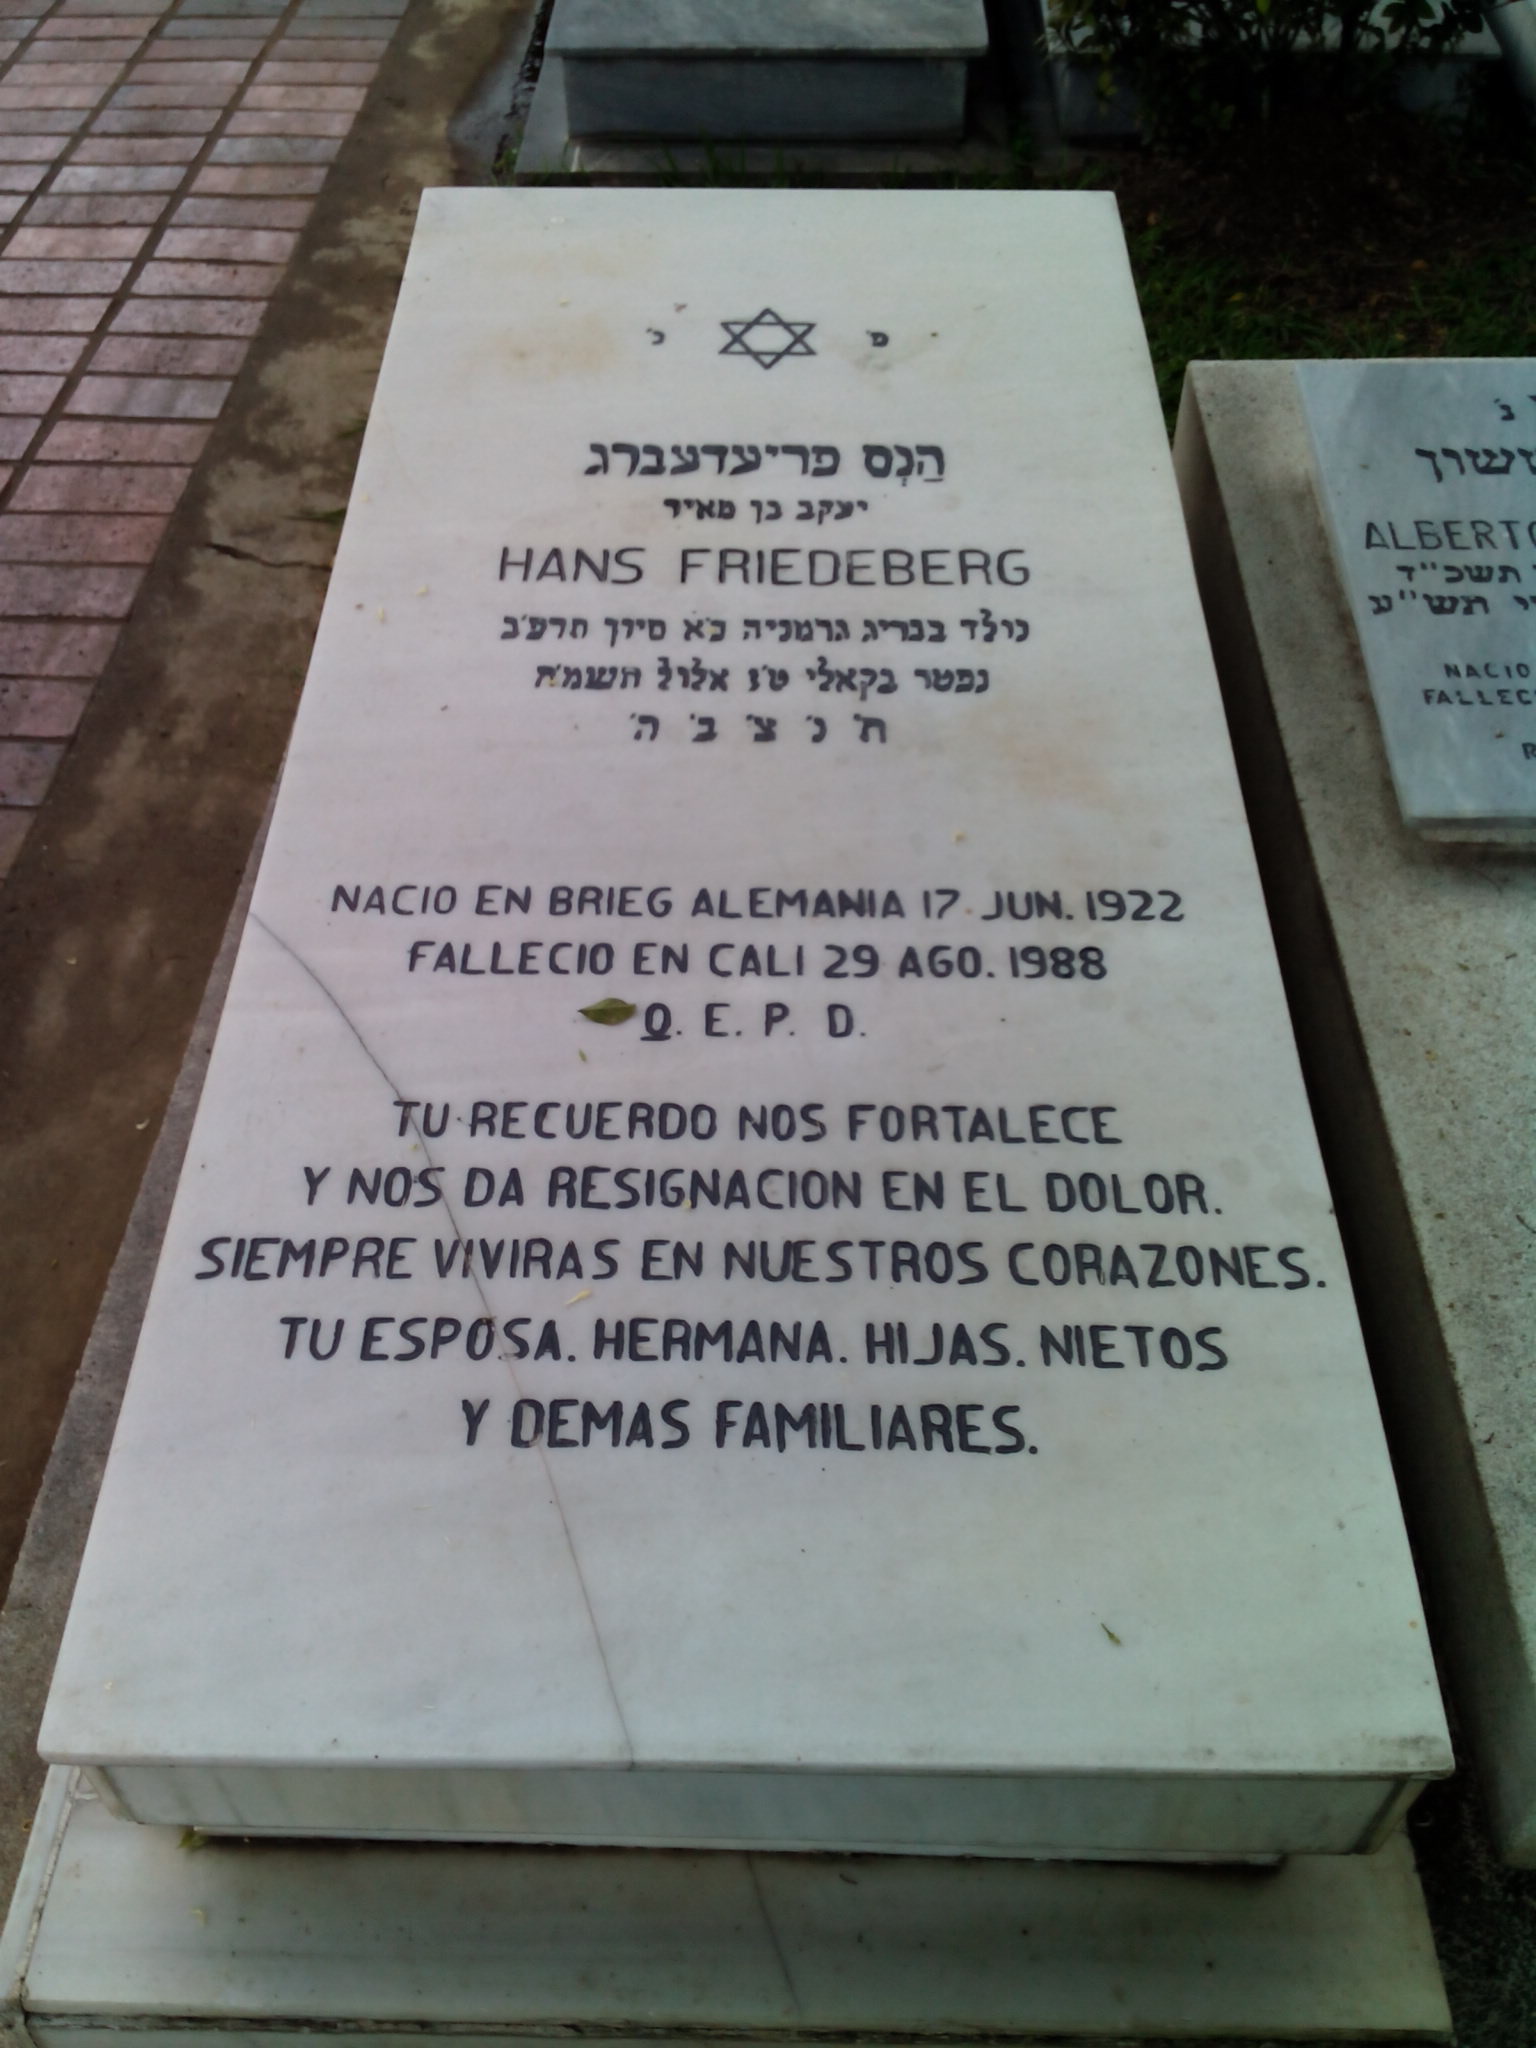 פ׳ נ׳
הַנְס פריעדעברג
יעקב בן מאיר
HANS FRIEDEBERG
נולד בבריג גרמניה כ׳א סיון תרפ״ב
נפטר בקאלי ט״ז אלול תשמ״ח
ת׳ נ׳ צ׳ ב׳ ה׳
NACIO EN BRIEG ALEMANIA 17 JUN. 1922
FALLECIO EN CALI 29 AGO. 1988
Q. E. P. D.
TU RECUERDO NOS FORTALECE
Y NOS DA RESIGNACION EN EL DOLOR.
SIEMPRE VIVIRAS EN NUESTROS CORAZONES.
TU ESPOSA. HERMANA. HIJAS. NIETOS
Y DEMAS FAMILIARES.
ALBERTO
תשכ"ד
תש"ע
NACIO